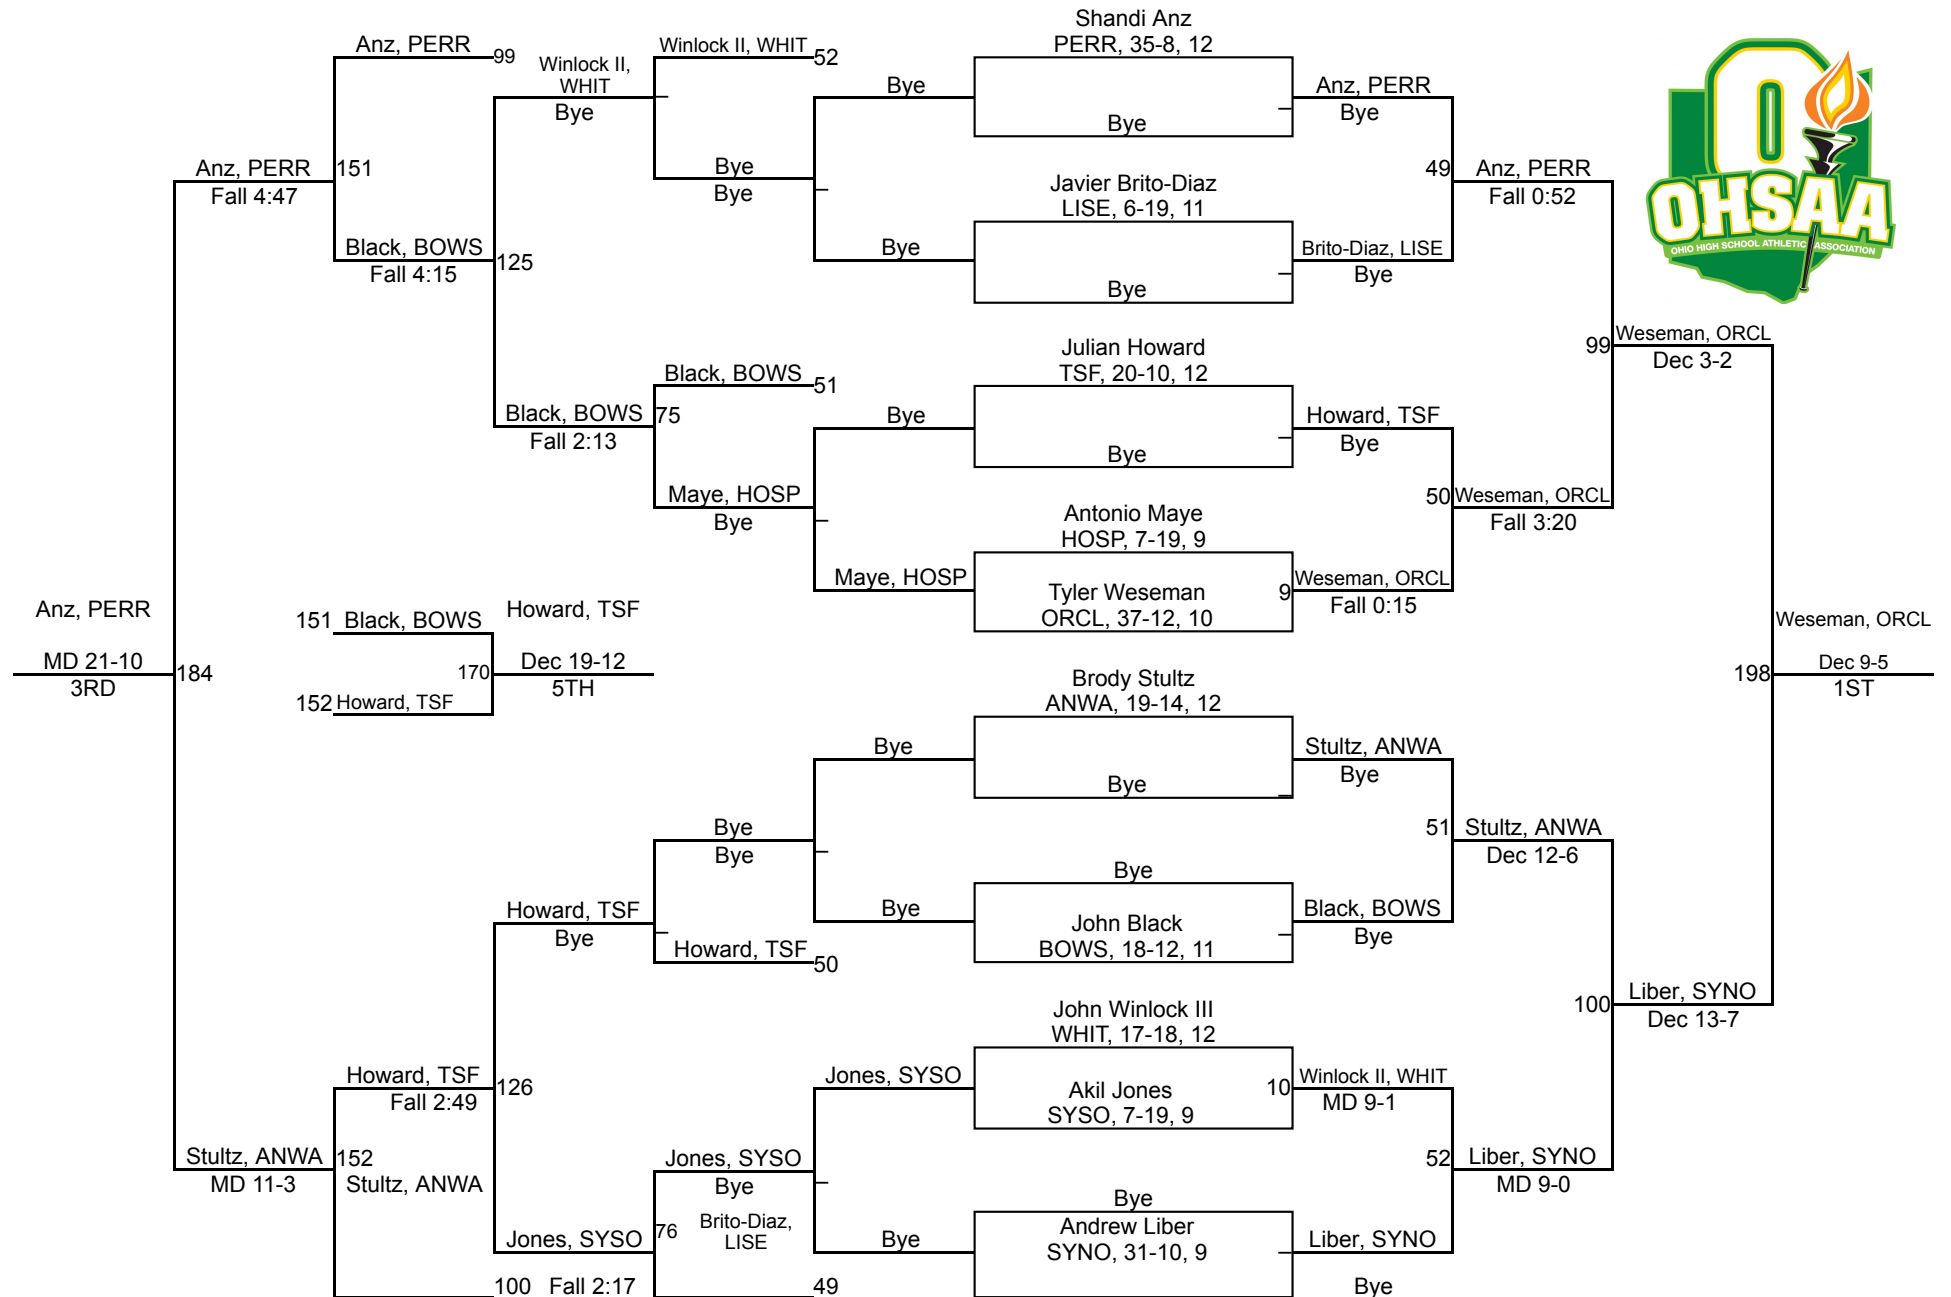 Shandi Anz
PERR, 35-8, 12
Bye
Javier Brito-Diaz
LISE, 6-19, 11
Bye
Julian Howard
TSF, 20-10, 12
Bye
Antonio Maye
HOSP, 7-19, 9
Tyler Weseman
ORCL, 37-12, 10
9
Brody Stultz
ANWA, 19-14, 12
Bye
Bye
John Black
BOWS, 18-12, 11
John Winlock III
WHIT, 17-18, 12
Akil Jones
SYSO, 7-19, 9
10
Bye
Andrew Liber
SYNO, 31-10, 9
Anz, PERR
Bye
49
Brito-Diaz, LISE
Bye
Howard, TSF
Bye
50
Weseman, ORCL
Fall 0:15
Stultz, ANWA
Bye
51
Black, BOWS
Bye
Winlock II, WHIT
MD 9-1
52
Liber, SYNO
Bye
Anz, PERR
Fall 0:52
99
Weseman, ORCL
Fall 3:20
Stultz, ANWA
Dec 12-6
100
Liber, SYNO
MD 9-0
Weseman, ORCL
Dec 3-2
198
Liber, SYNO
Dec 13-7
Weseman, ORCL
Dec 9-5
1ST
O
OHSAA
OHIO HIGH SCHOOL ATHLETIC ASSOCIATION
Bye
Bye
Bye
Maye, HOSP
Bye
Bye
Jones, SYSO
Bye
Winlock II, WHIT
52
Bye
Bye
Black, BOWS
51
75
Maye, HOSP
Bye
Bye
Bye
Howard, TSF
50
Jones, SYSO
Bye
76
Brito-Diaz,
LISE
49
Winlock II,
WHIT
Bye
125
Black, BOWS
Fall 2:13
Howard, TSF
Bye
126
Jones, SYSO
Fall 2:17
Anz, PERR
99
151
Black, BOWS
Fall 4:15
Howard, TSF
Fall 2:49
152
Stultz, ANWA
100
Anz, PERR
Fall 4:47
184
Stultz, ANWA
MD 11-3
Anz, PERR
MD 21-10
3RD
151
Black, BOWS
170
152
Howard, TSF
Howard, TSF
Dec 19-12
5TH